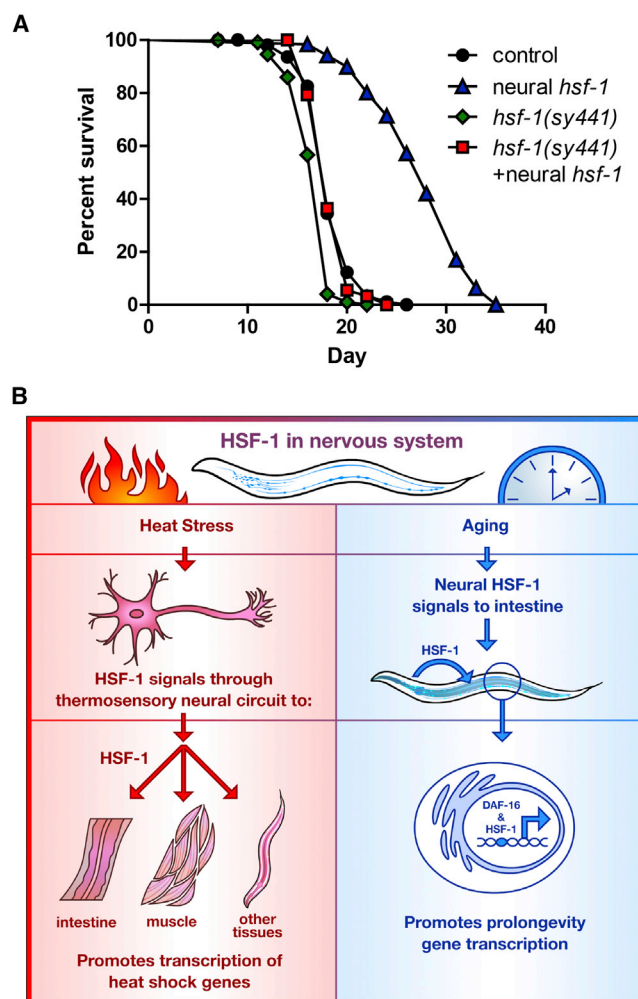 A
Percent survival
100
80
60
40
20
0
0
10
20
30
40
Day
control
neural hsf-1
hsf-1(sy441)
hsf-1(sy441)
+neural hsf-1
B
HSF-1 in nervous system
Heat Stress
HSF-1 signals through
thermosensory neural circuit to:
HSF-1
intestine
muscle
other
tissues
Promotes transcription of
heat shock genes
Aging
Neural HSF-1
signals to intestine
HSF-1
DAF-16
&
HSF-1
Promotes prolongevity
gene transcription